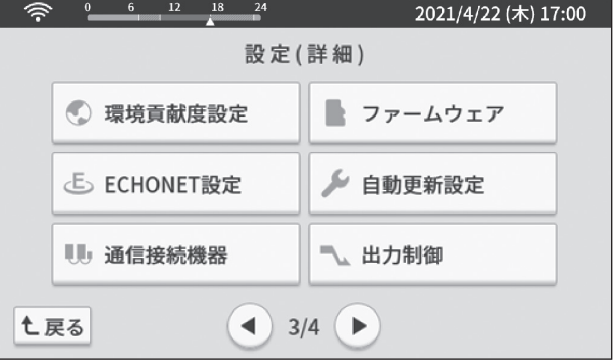 0 6 12 18 24 2021/4/22 (木) 17:00
設定(詳細)
環境貢献度設定 ファームウェア
ECHONET設定 自動更新設定
通信接続機器 出力制御
戻る 3/4